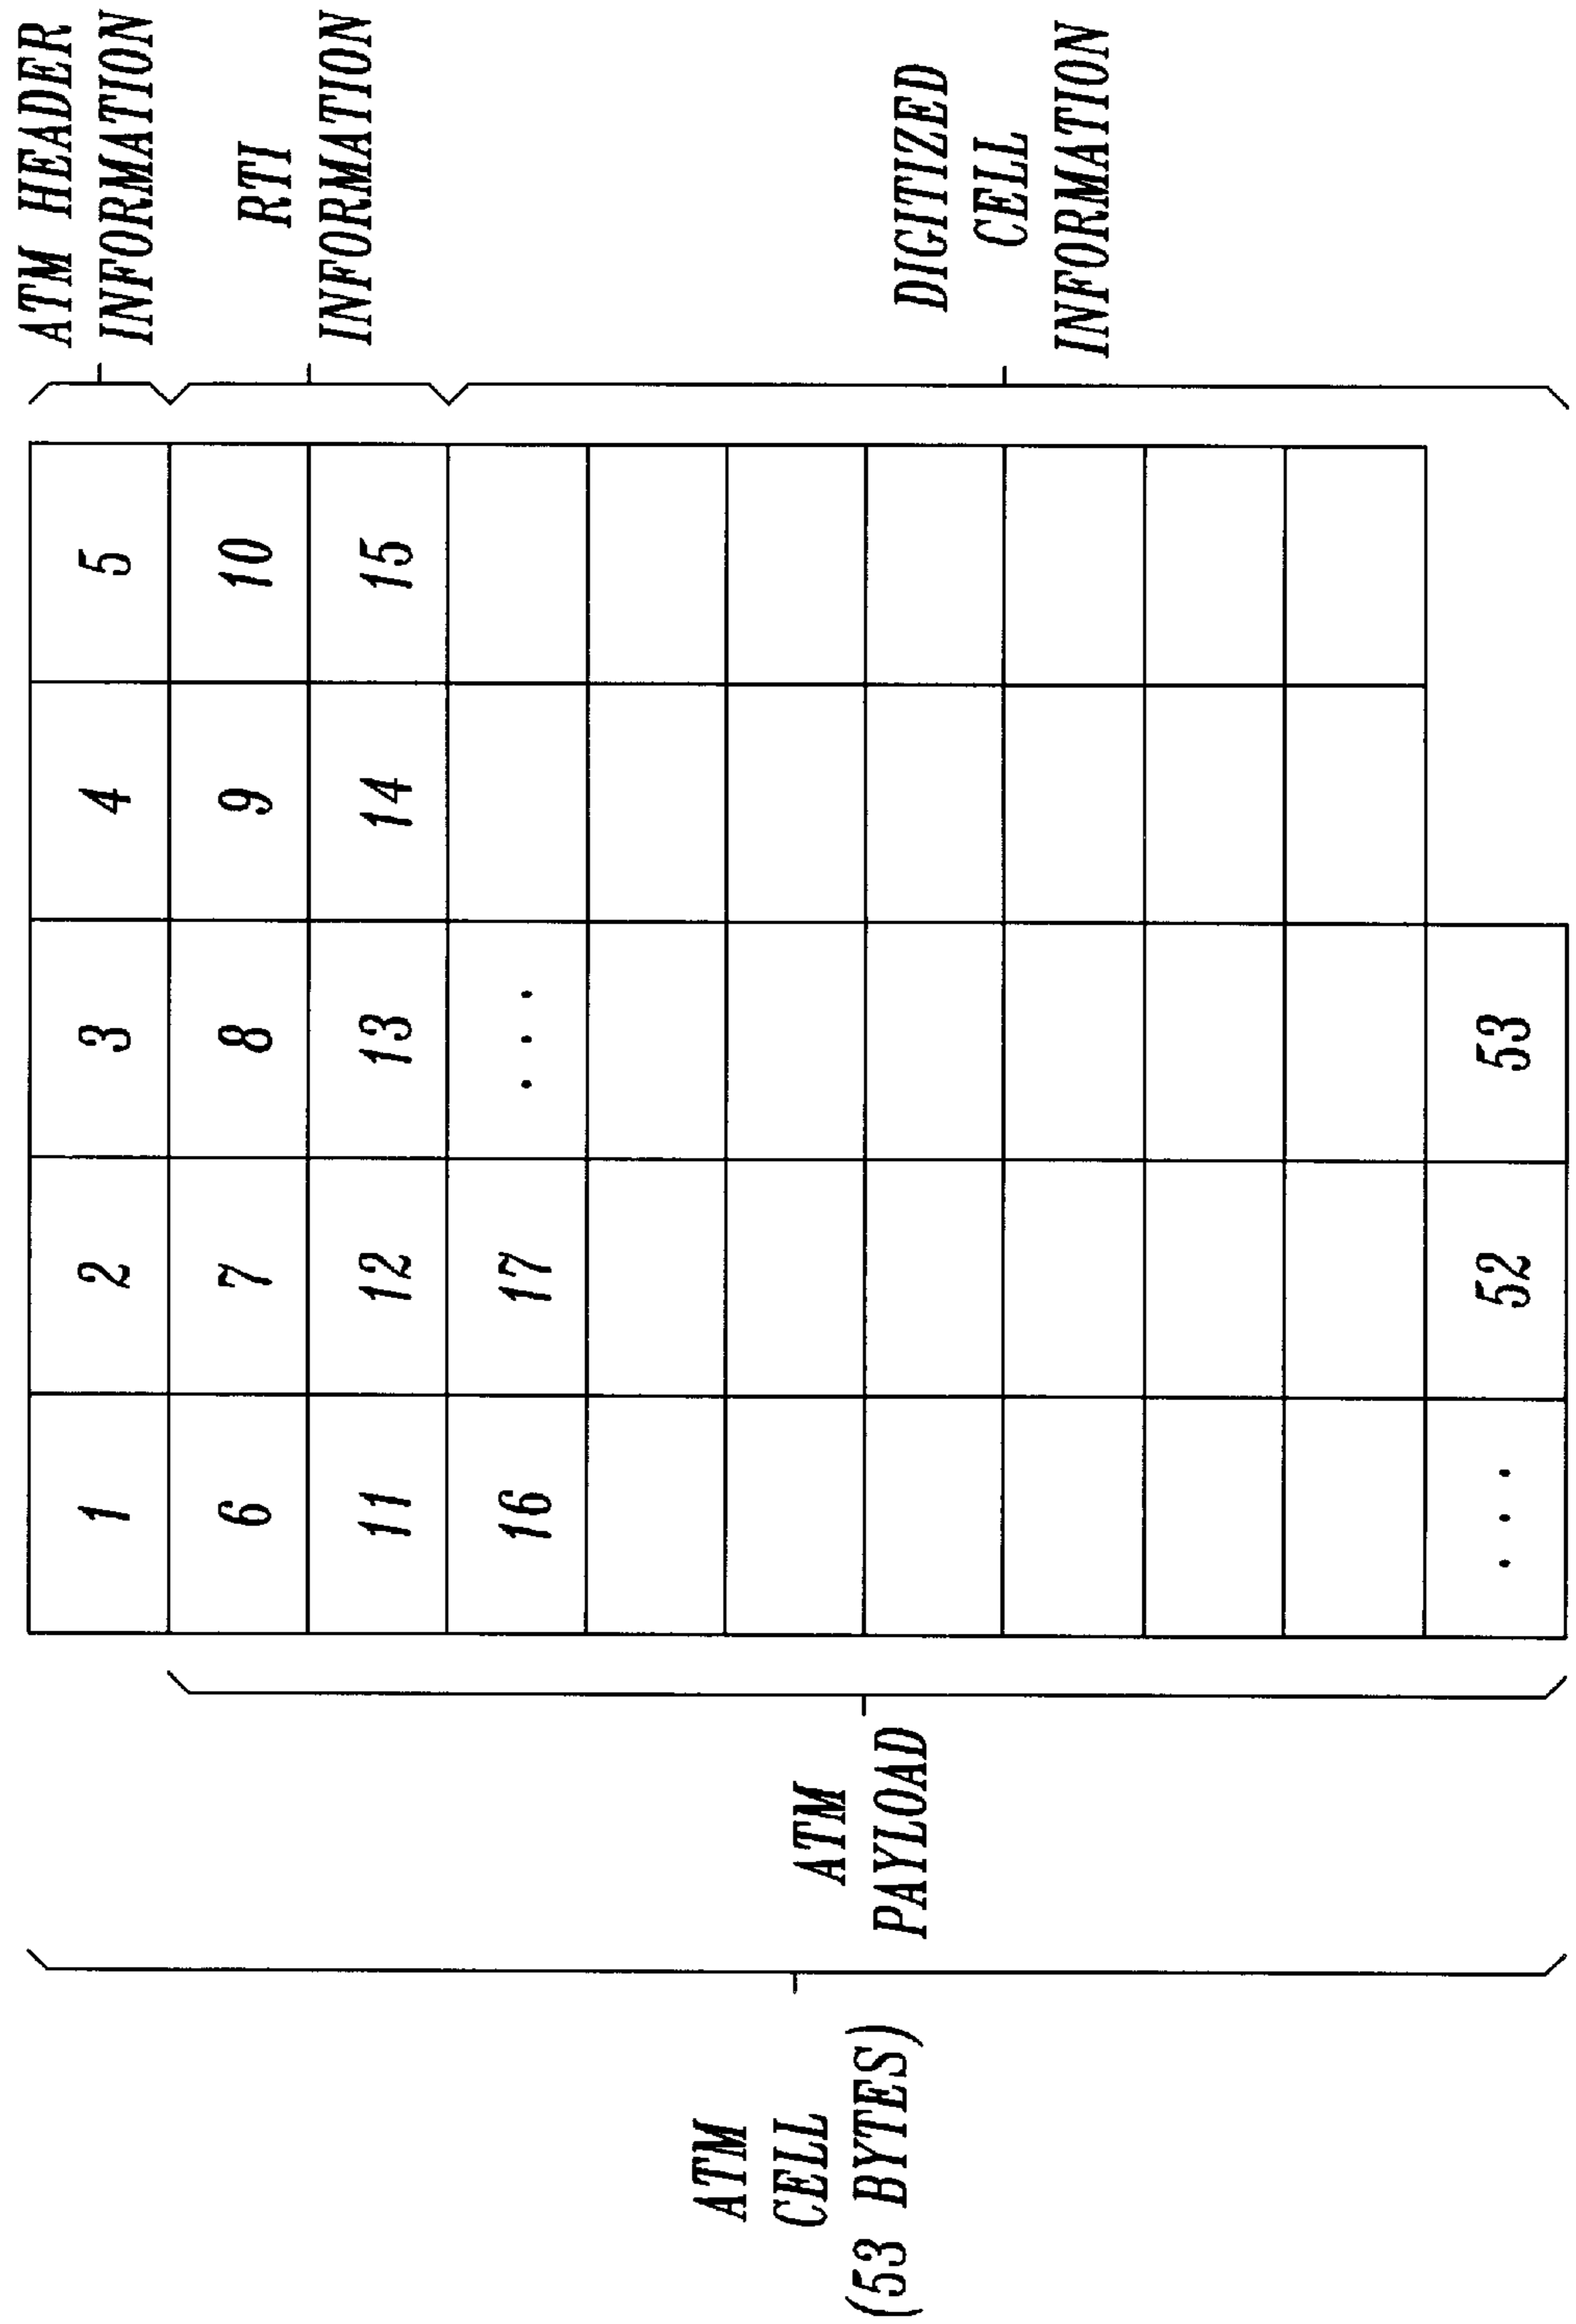 ATM HEADER
INFORMATION
RTI
INFORMATION
DIGITIZED
CELL
INFORMATION
1 2 3 4 5
6 7 8 9 10
11 12 13 14 15
16 17 ...
... 52 53
ATM
PAYLOAD
ATM
CELL
(53 BYTES)